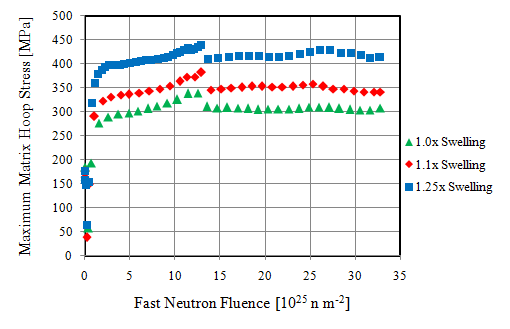 Maximum Matrix Hoop Stress [MPa]
500
450
400
350
300
250
200
150
100
50
0
0 5 10 15 20 25 30 35
Fast Neutron Fluence [10²⁵ n m⁻²]
1.0x Swelling
1.1x Swelling
1.25x Swelling